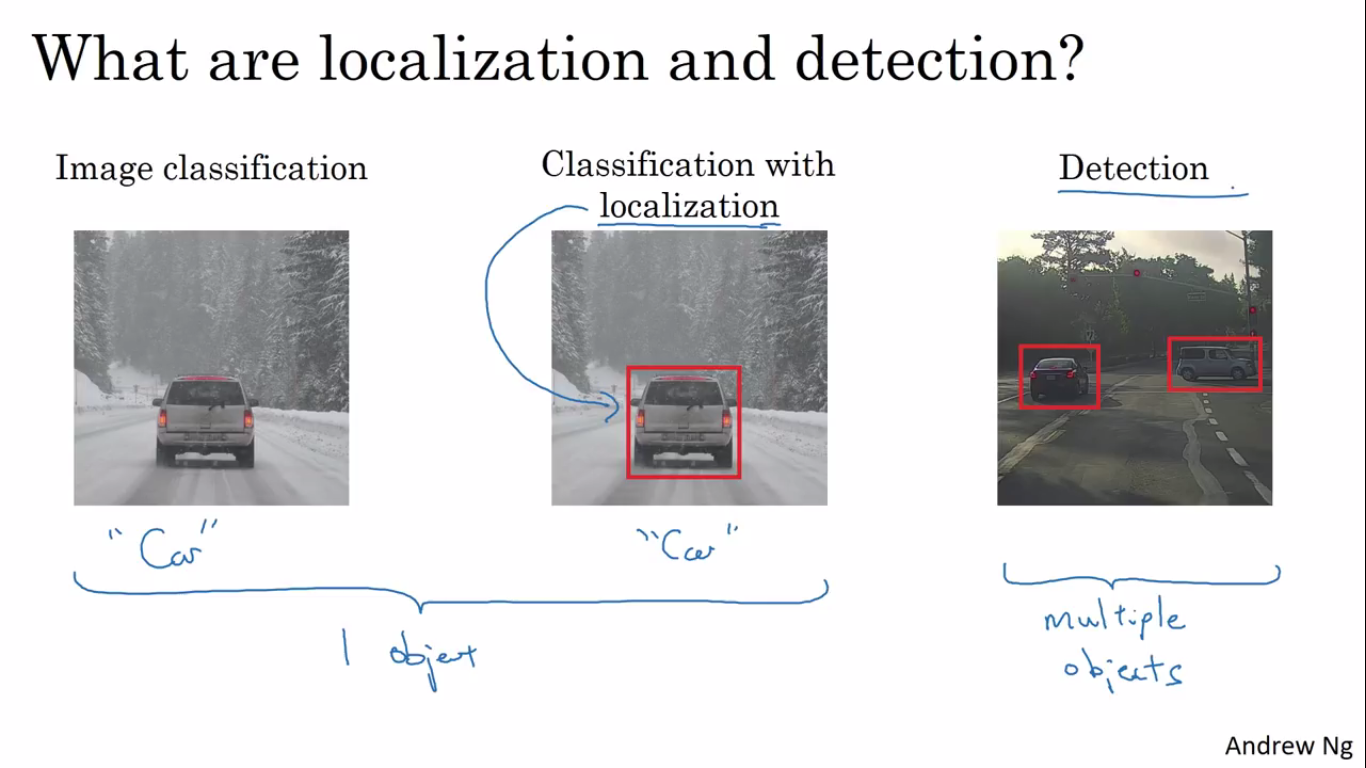 What are localization and detection?
Image classification
Classification with
localization
Detection
"Car"
"Car"
1 object
multiple
objects
Andrew Ng